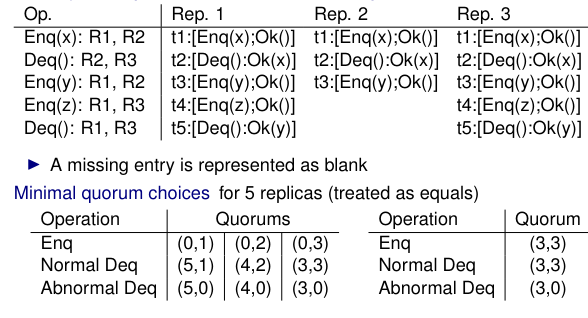 Op. Rep. 1 Rep. 2 Rep. 3
Enq(x): R1, R2 t1:[Enq(x);Ok()] t1:[Enq(x);Ok()] t1:[Enq(x);Ok()]
Deq(): R2, R3 t2:[Deq():Ok(x)] t2:[Deq():Ok(x)] t2:[Deq():Ok(x)]
Enq(y): R1, R2 t3:[Enq(y);Ok()] t3:[Enq(y);Ok()] t3:[Enq(y);Ok()]
Enq(z): R1, R3 t4:[Enq(z);Ok()] t4:[Enq(z);Ok()]
Deq(): R1, R3 t5:[Deq():Ok(y)] t5:[Deq():Ok(y)]
A missing entry is represented as blank
Minimal quorum choices for 5 replicas (treated as equals)
Operation Quorums Operation Quorum
Enq (0,1) (0,2) (0,3) Enq (3,3)
Normal Deq (5,1) (4,2) (3,3) Normal Deq (3,3)
Abnormal Deq (5,0) (4,0) (3,0) Abnormal Deq (3,3)